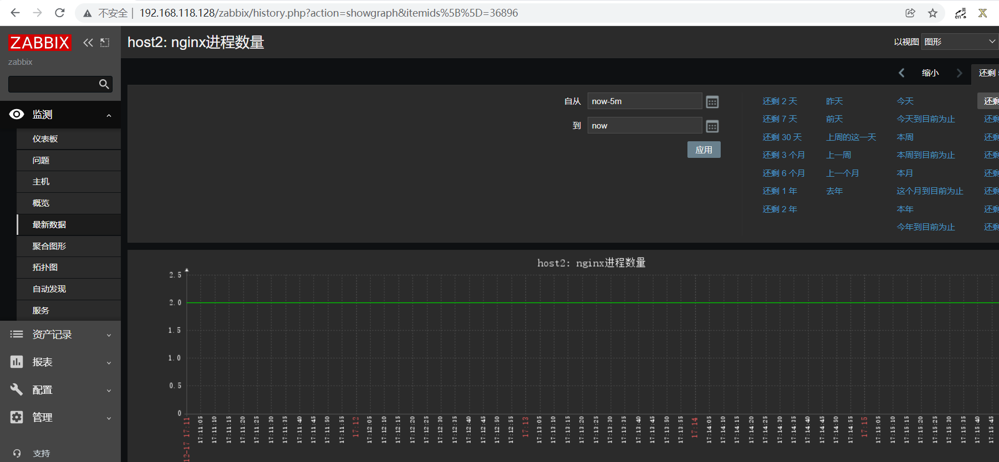 不安全 | 192.168.118.128/zabbix/history.php?action=showgraph&itemids%5B%5D=36896
en 英
ZABBIX
zabbix
host2: nginx进程数量
以视图 图形
缩小
还剩
监测
仪表板
问题
主机
概览
最新数据
聚合图形
拓扑图
自动发现
服务
资产记录
报表
配置
管理
支持
自从 now-5m
到 now
应用
还剩 2 天 昨天 今天 还剩
还剩 7 天 前天 今天到目前为止 还剩
还剩 30 天 上周的这一天 本周 还剩
还剩 3 个月 上一周 本周到目前为止 还剩
还剩 6 个月 上一个月 本月 还剩
还剩 1 年 去年 这个月到目前为止 还剩
还剩 2 年 本年 还剩
今年到目前为止 还剩
host2: nginx进程数量
2.5
2.0
1.5
1.0
0.5
0
12-17 17:11
17:11:05
17:11:10
17:11:15
17:11:20
17:11:25
17:11:30
17:11:35
17:11:40
17:11:45
17:11:50
17:11:55
17:12
17:12:05
17:12:10
17:12:15
17:12:20
17:12:25
17:12:30
17:12:35
17:12:40
17:12:45
17:12:50
17:12:55
17:13
17:13:05
17:13:10
17:13:15
17:13:20
17:13:25
17:13:30
17:13:35
17:13:40
17:13:45
17:13:50
17:13:55
17:14
17:14:05
17:14:10
17:14:15
17:14:20
17:14:25
17:14:30
17:14:35
17:14:40
17:14:45
17:14:50
17:14:55
17:15
17:15:05
17:15:10
17:15:15
17:15:20
17:15:25
17:15:30
17:15:35
17:15:40
17:15:45